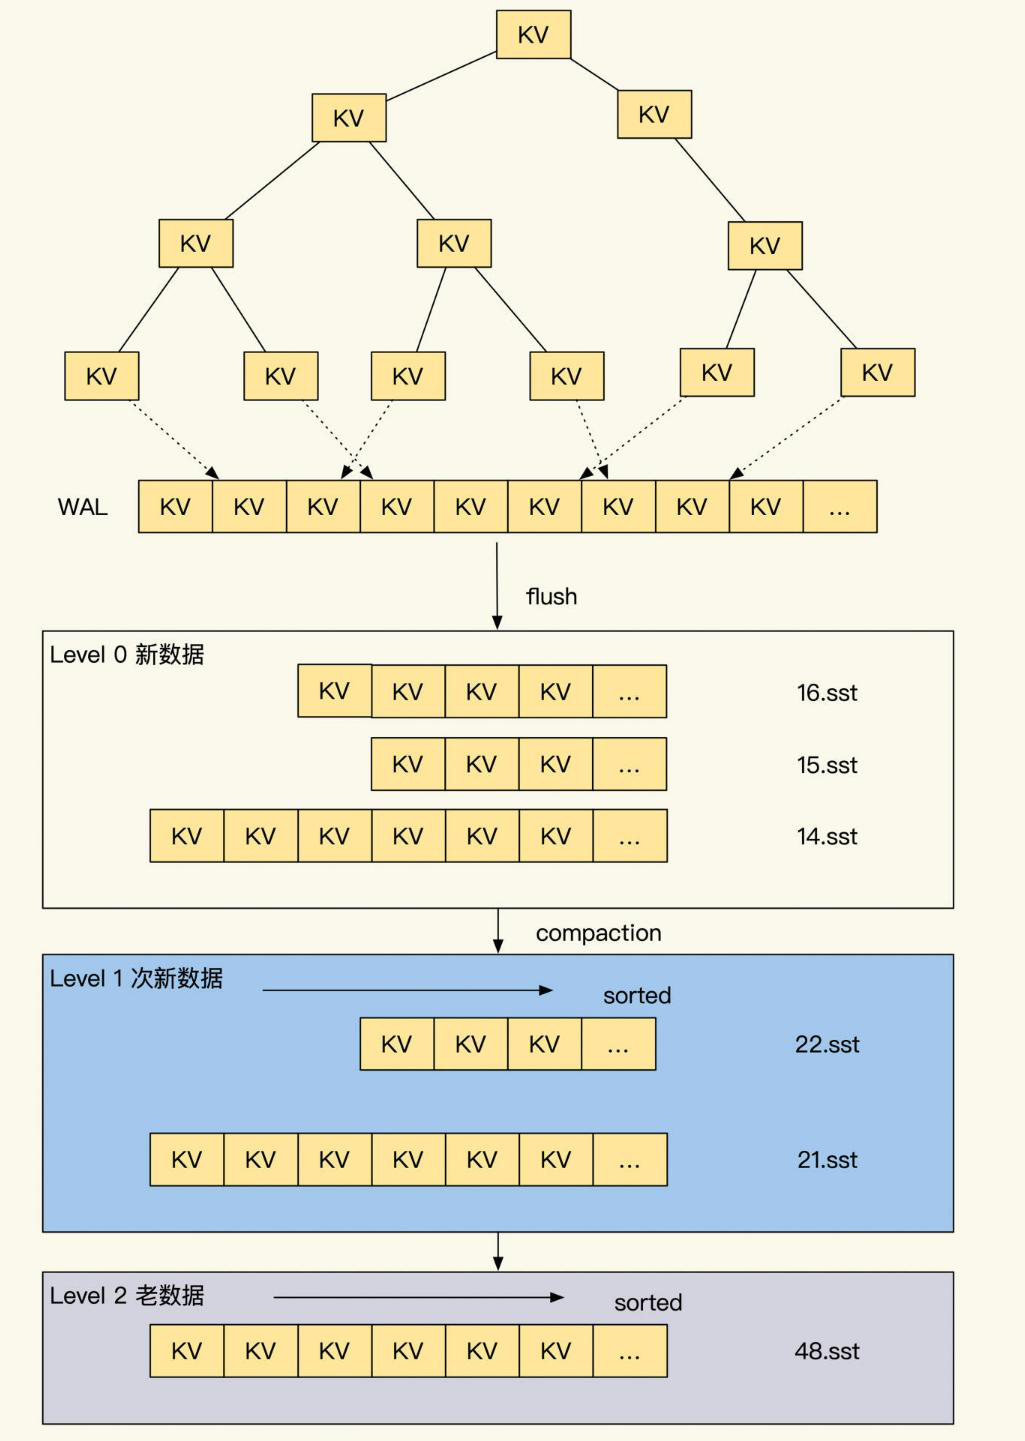 KV
KV KV
KV KV KV
KV KV KV KV KV KV
WAL KV KV KV KV KV KV KV KV KV ...
flush
Level 0 新数据
KV KV KV KV ... 16.sst
KV KV KV ... 15.sst
KV KV KV KV KV KV ... 14.sst
compaction
Level 1 次新数据 sorted
KV KV KV ... 22.sst
KV KV KV KV KV KV ... 21.sst
Level 2 老数据 sorted
KV KV KV KV KV KV ... 48.sst